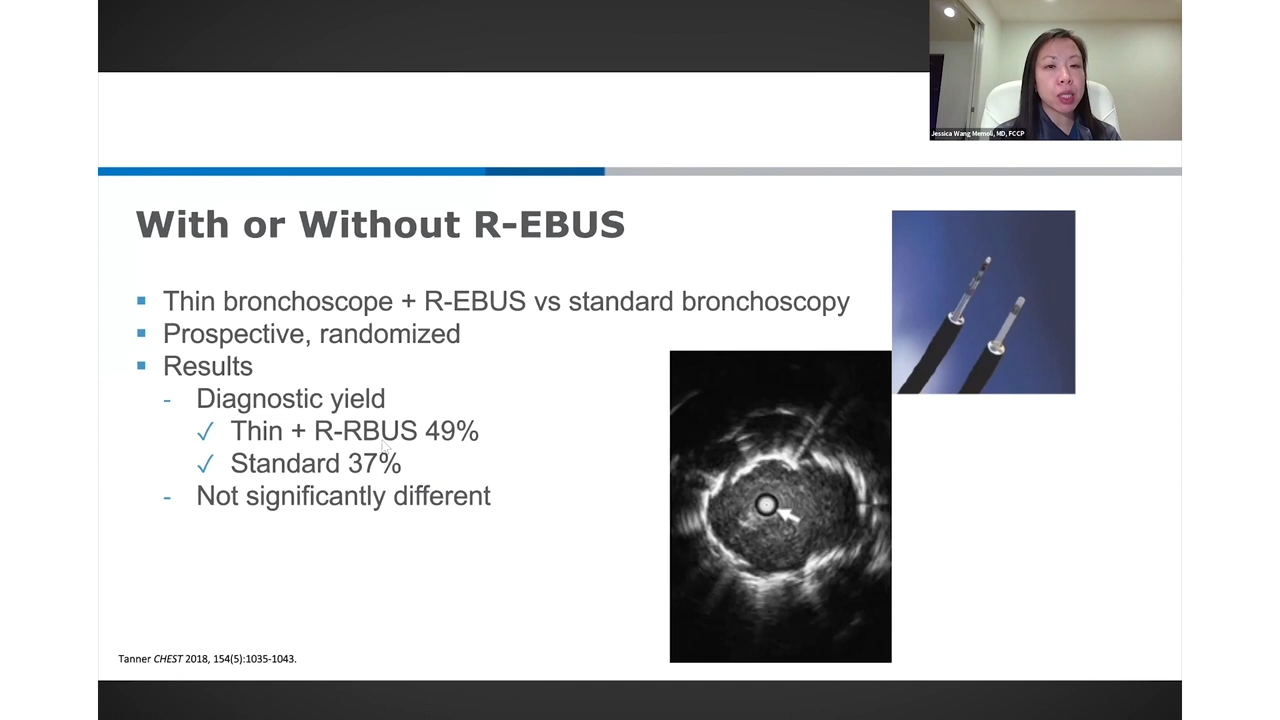 Jessica Wang Memoli, MD, FCCP
With or Without R-EBUS
Thin bronchoscope + R-EBUS vs standard bronchoscopy
Prospective, randomized
Results
- Diagnostic yield
✓ Thin + R-RBUS 49%
✓ Standard 37%
- Not significantly different
Tanner CHEST 2018, 154(5):1035-1043.